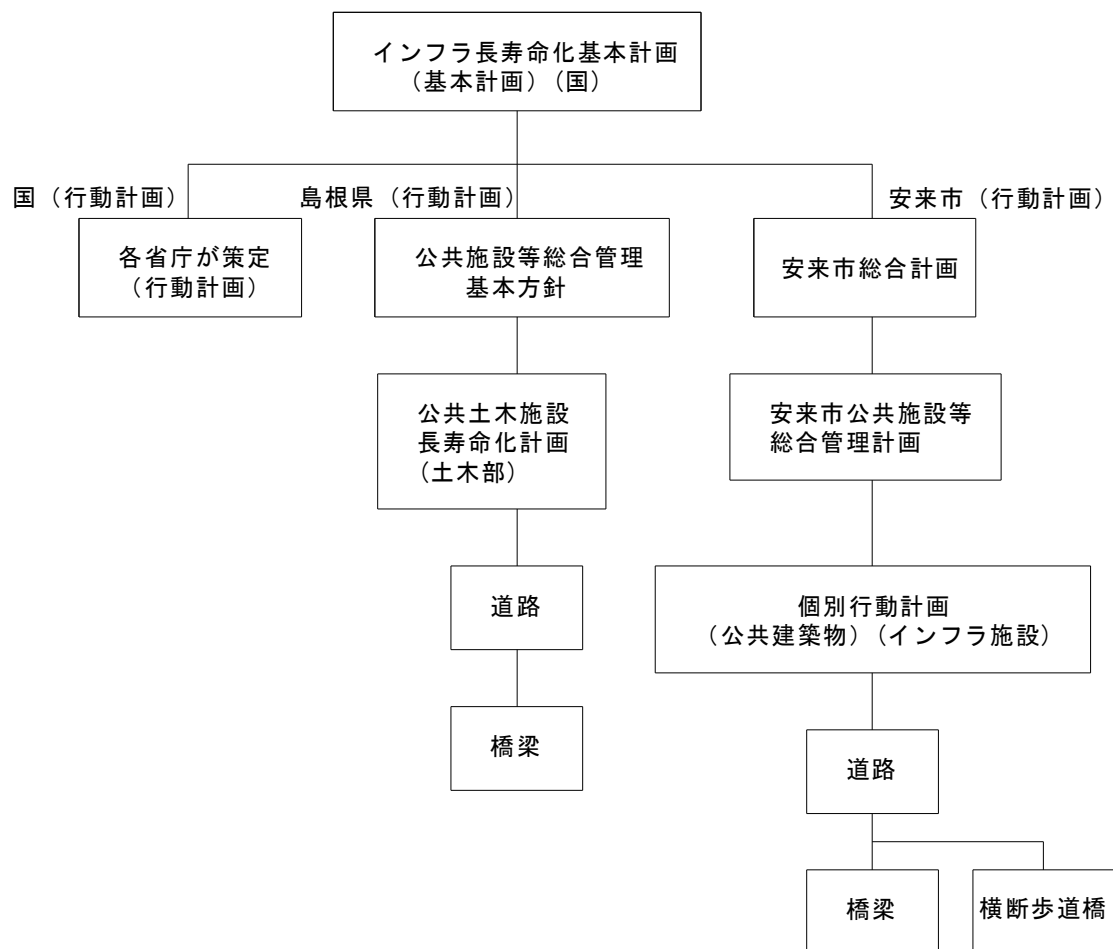 インフラ長寿命化基本計画
（基本計画）（国）
国（行動計画）
島根県（行動計画）
安来市（行動計画）
各省庁が策定
（行動計画）
公共施設等総合管理
基本方針
安来市総合計画
公共土木施設
長寿命化計画
（土木部）
安来市公共施設等
総合管理計画
道路
個別行動計画
（公共建築物）（インフラ施設）
橋梁
道路
橋梁
横断歩道橋